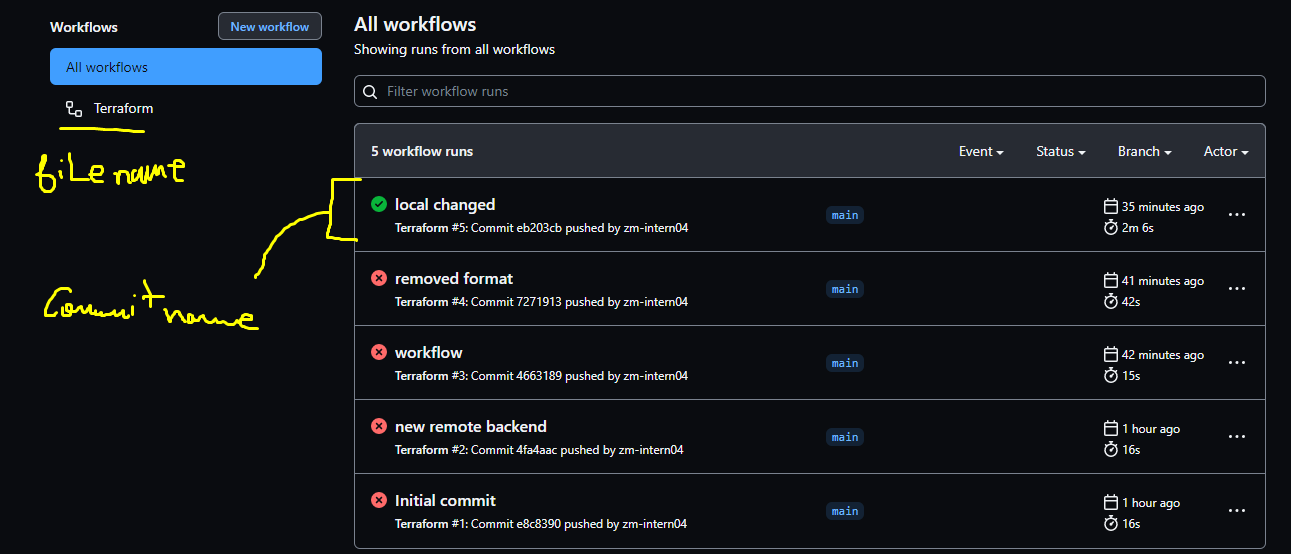 Workflows
New workflow
All workflows
Terraform
file name
Commit name
All workflows
Showing runs from all workflows
Filter workflow runs
5 workflow runs
Event
Status
Branch
Actor
local changed
Terraform #5: Commit eb203cb pushed by zm-intern04
main
35 minutes ago
2m 6s
removed format
Terraform #4: Commit 7271913 pushed by zm-intern04
main
41 minutes ago
42s
workflow
Terraform #3: Commit 4663189 pushed by zm-intern04
main
42 minutes ago
15s
new remote backend
Terraform #2: Commit 4fa4aac pushed by zm-intern04
main
1 hour ago
16s
Initial commit
Terraform #1: Commit e8c8390 pushed by zm-intern04
main
1 hour ago
16s